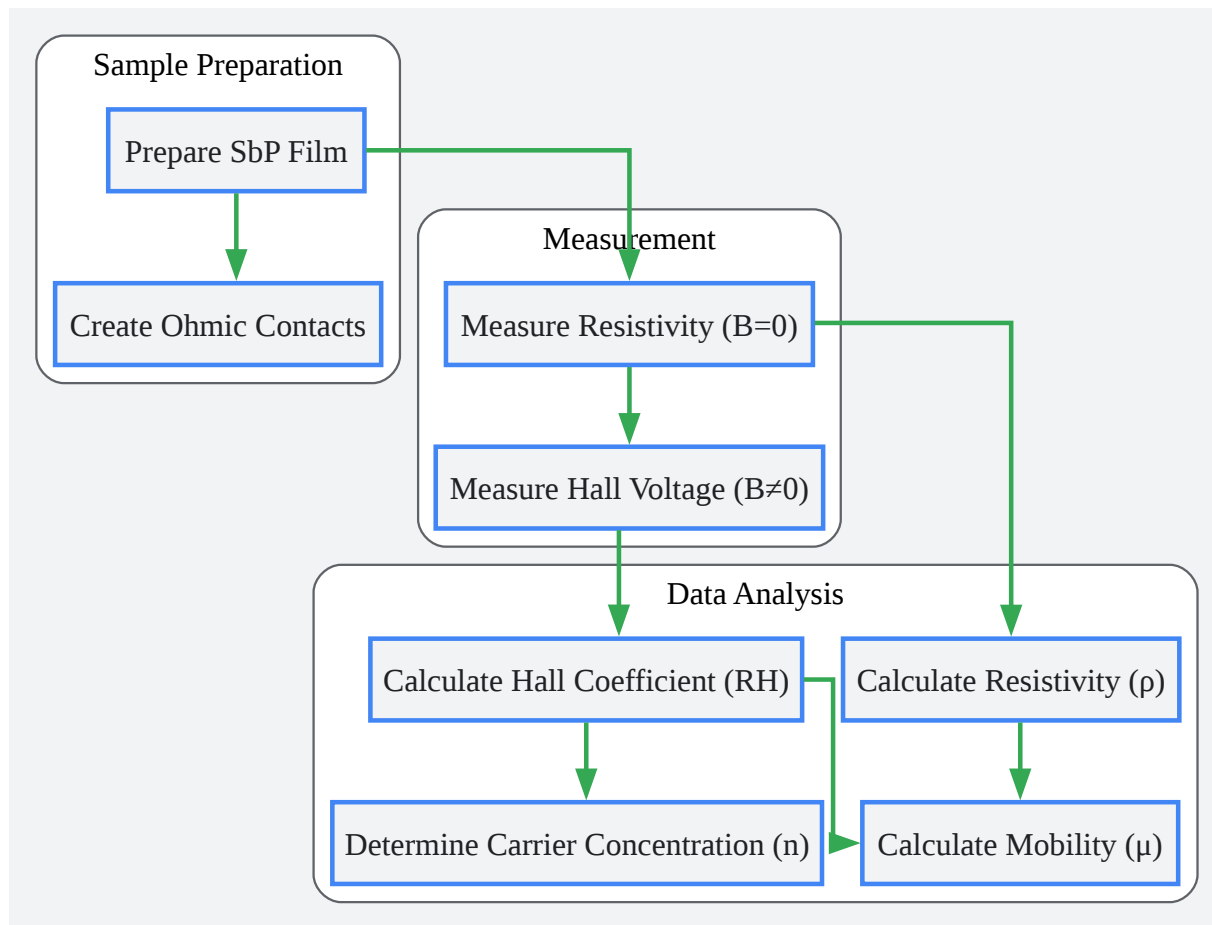 Sample Preparation
Prepare SbP Film
Create Ohmic Contacts
Measurement
Measure Resistivity (B=0)
Measure Hall Voltage (B≠0)
Data Analysis
Calculate Hall Coefficient (RH)
Calculate Resistivity (ρ)
Determine Carrier Concentration (n)
Calculate Mobility (μ)